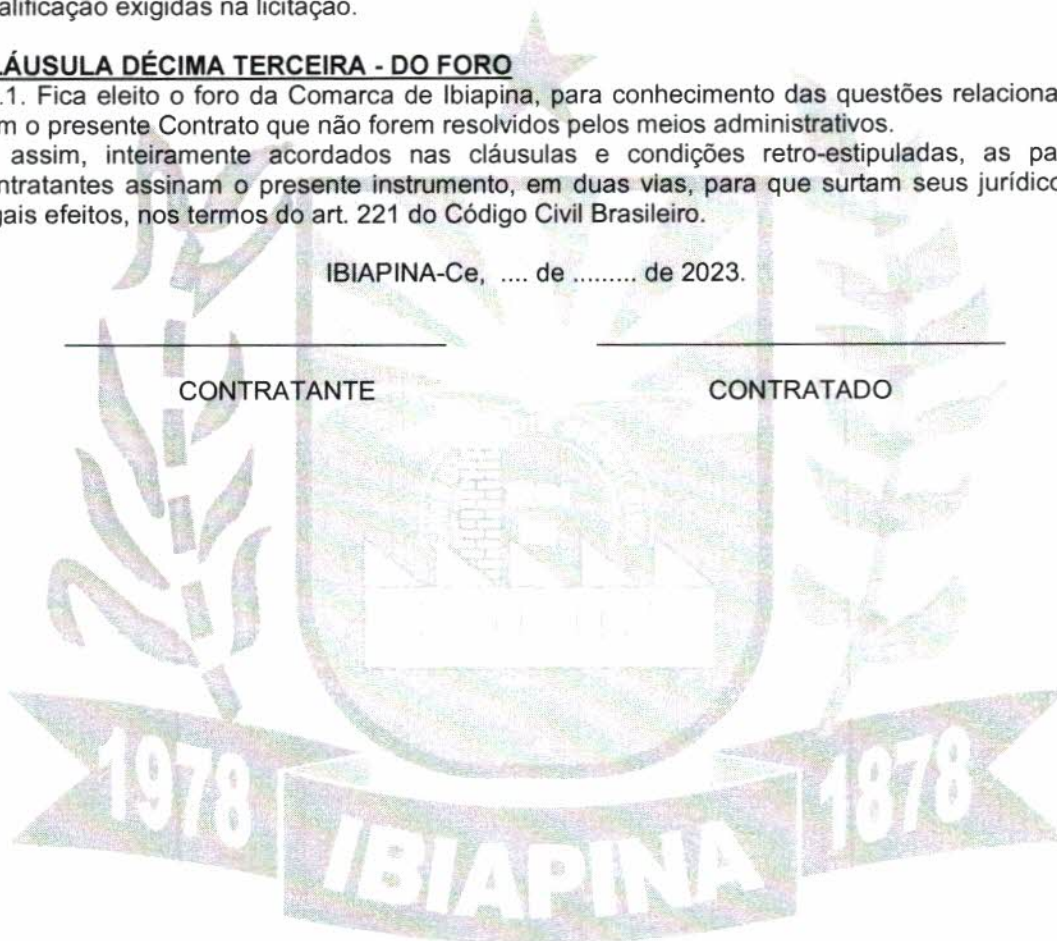 alificação exigidas na licitação.
LÁUSULA DÉCIMA TERCEIRA - DO FORO
.1. Fica eleito o foro da Comarca de Ibiapina, para conhecimento das questões relaciona
m o presente Contrato que não forem resolvidos pelos meios administrativos.
assim, inteiramente acordados nas cláusulas e condições retro-estipuladas, as pa
ntratantes assinam o presente instrumento, em duas vias, para que surtam seus jurídico
gais efeitos, nos termos do art. 221 do Código Civil Brasileiro.
IBIAPINA-Ce, .... de ......... de 2023.
CONTRATANTE CONTRATADO
1978 1878
IBIAPINA